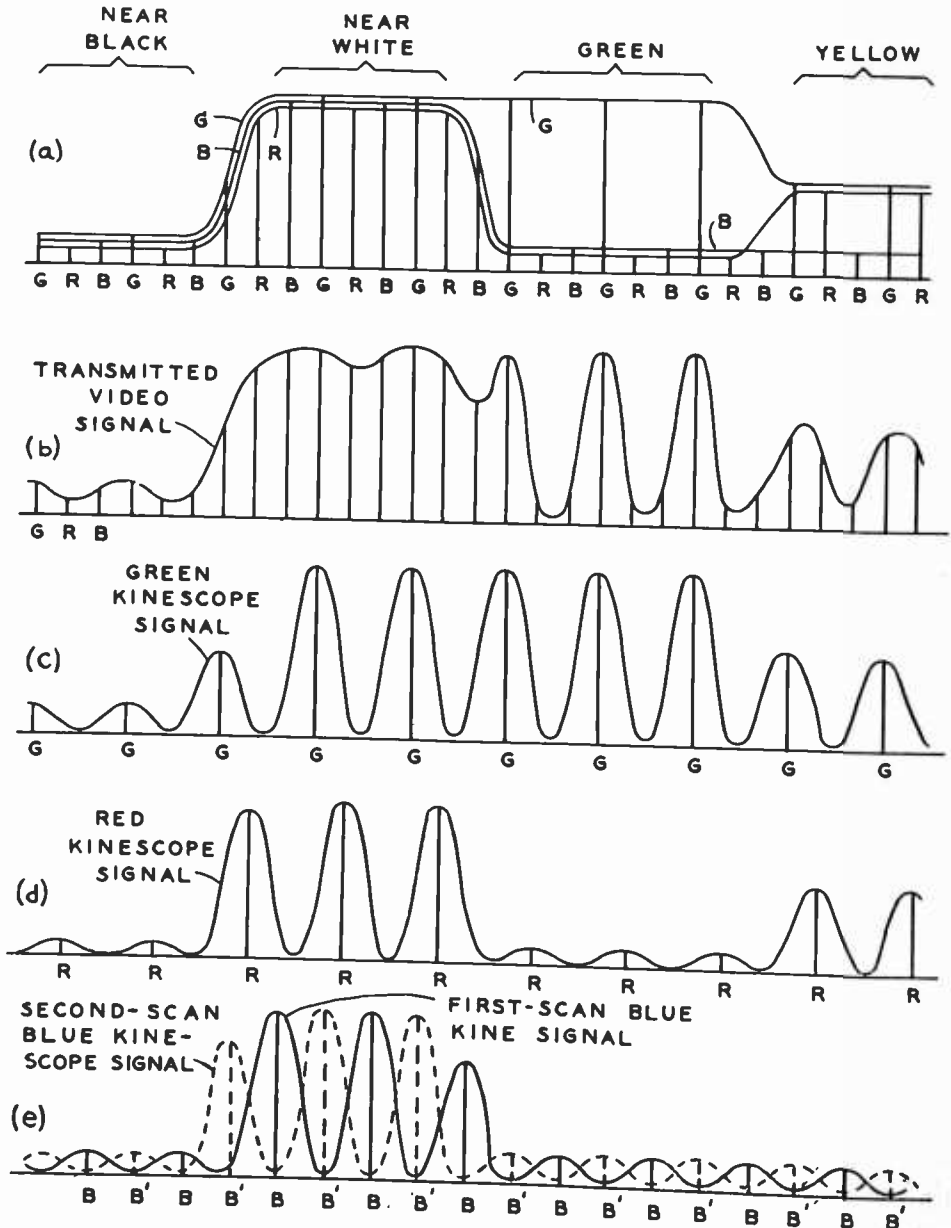 NEAR BLACK
NEAR WHITE
GREEN
YELLOW
(a)
G
B
R
G
B
G R B G R B G R B G R B G R B G R B G R B G R B G R B G R
TRANSMITTED
VIDEO
SIGNAL
(b)
G R B
GREEN
KINESCOPE
SIGNAL
(c)
G G G G G G G G G G
RED
KINESCOPE
SIGNAL
(d)
R R R R R R R R R R
SECOND-SCAN
BLUE KINE-
SCOPE SIGNAL
FIRST-SCAN BLUE
KINE SIGNAL
(e)
B B' B B' B B' B. B' B B' B B' B B' B B'' B B'